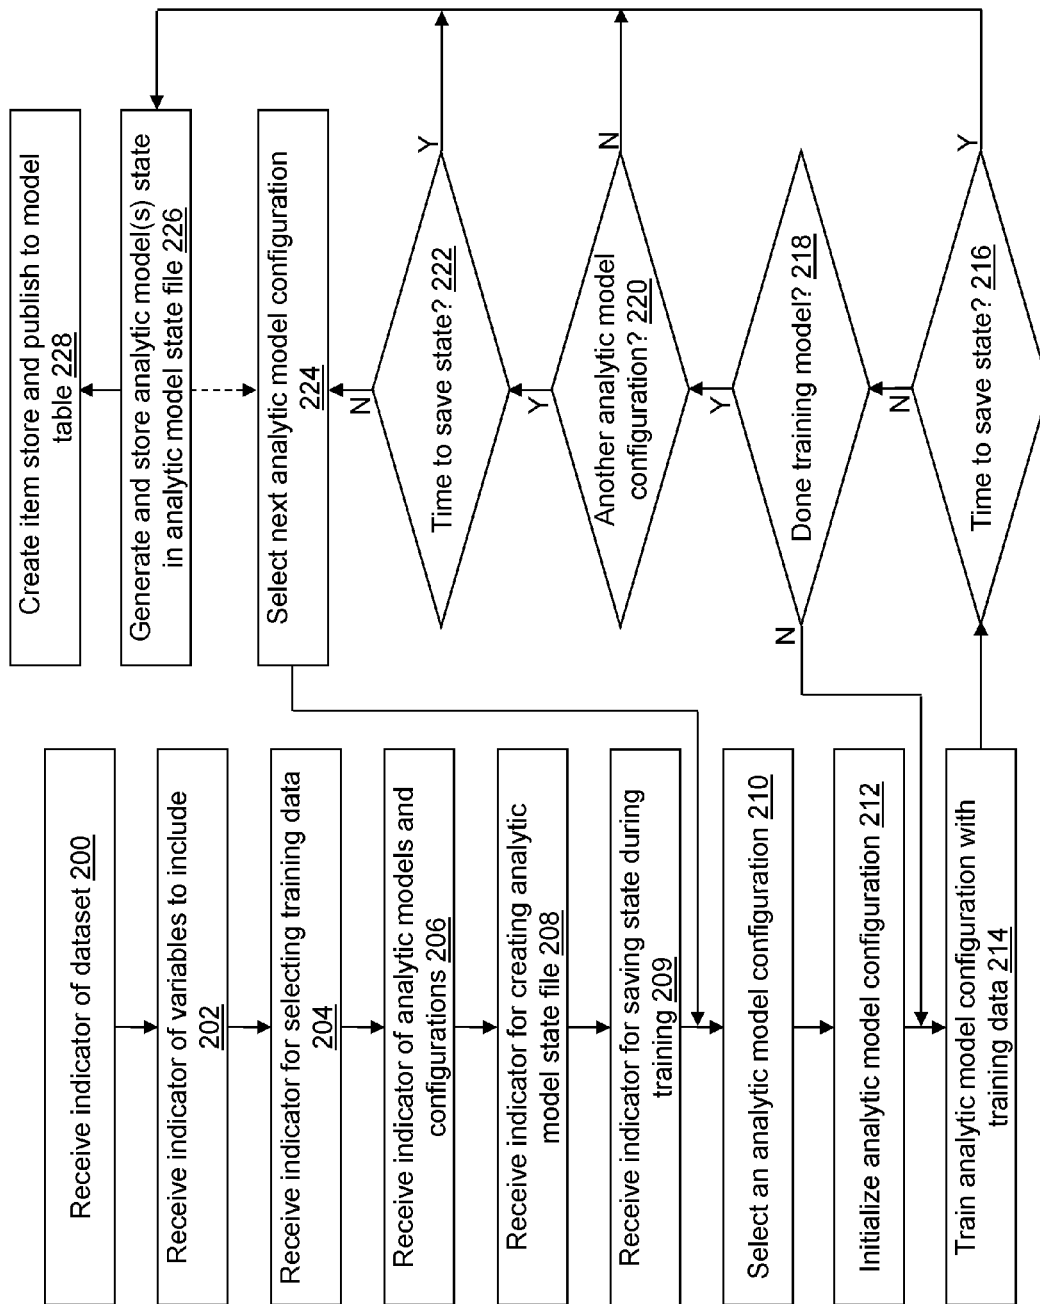 Receive indicator of dataset 200
Receive indicator of variables to include
202
Receive indicator for selecting training data
204
Receive indicator of analytic models and
configurations 206
Receive indicator for creating analytic
model state file 208
Receive indicator for saving state during
training 209
Select an analytic model configuration 210
Initialize analytic model configuration 212
Train analytic model configuration with
training data 214
Create item store and publish to model
table 228
Generate and store analytic model(s) state
in analytic model state file 226
Select next analytic model configuration
224
N
Time to save state? 222
Y
Y
Another analytic model
configuration? 220
N
Y
Done training model? 218
N
N
Time to save state? 216
Y